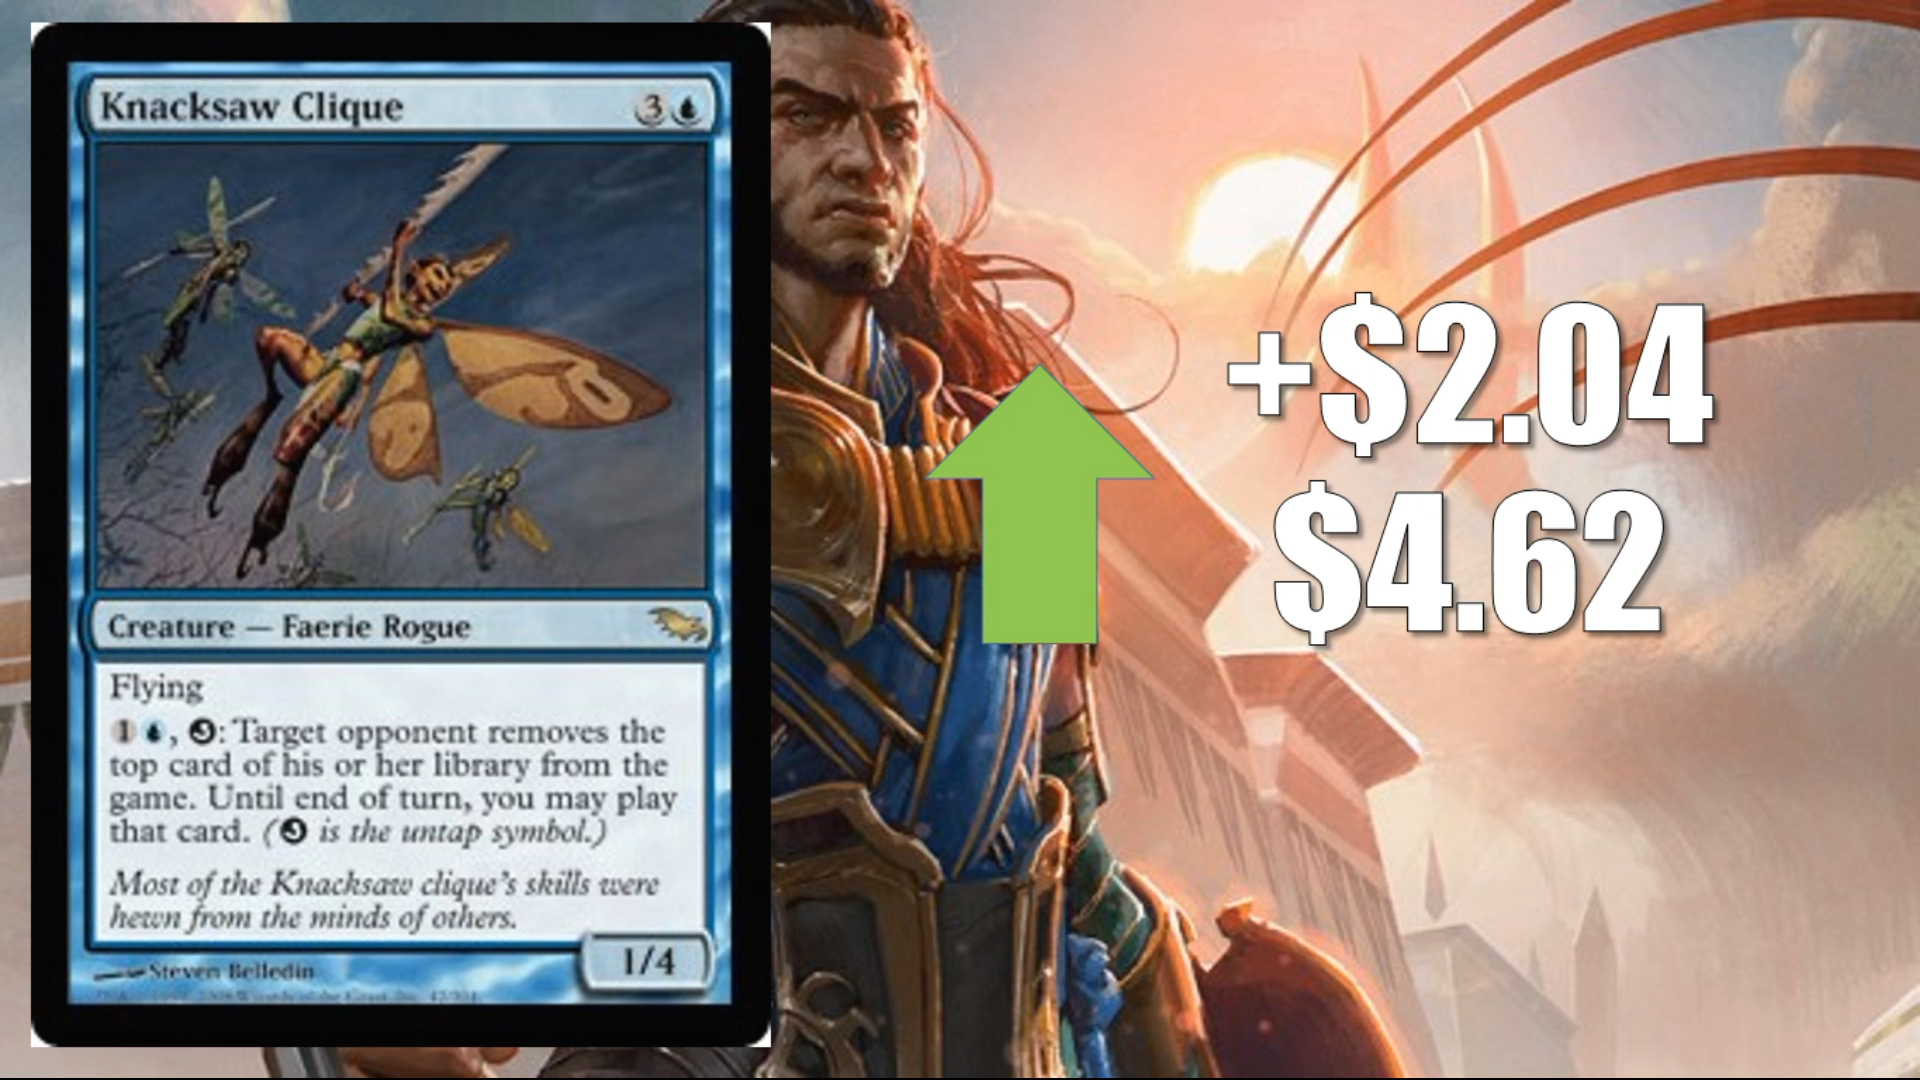 Knacksaw Clique 3
Creature — Faerie Rogue
Flying
1 , : Target opponent removes the
top card of his or her library from the
game. Until end of turn, you may play
that card. ( is the untap symbol.)
Most of the Knacksaw clique's skills were
hewn from the minds of others.
1/4
Steven Belledin
+$2.04
$4.62